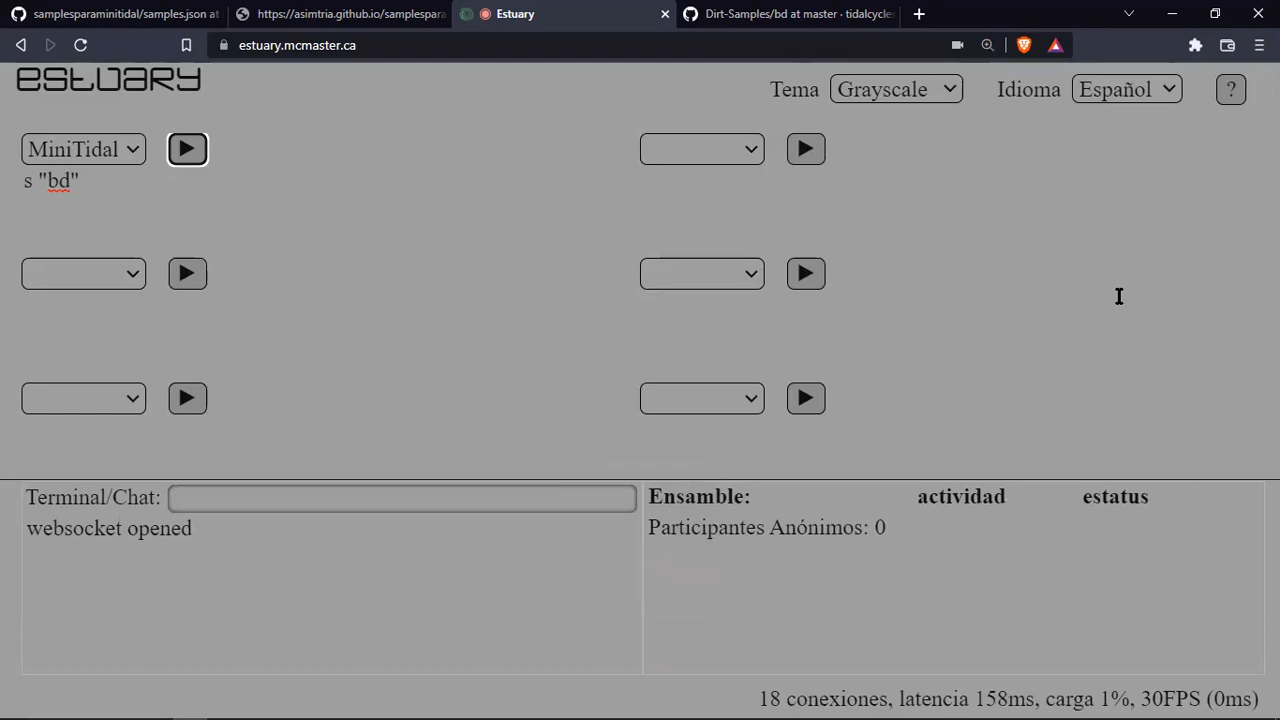 samplesparaminitidal/samples.json at
https://asimtria.github.io/samplespara
Estuary
Dirt-Samples/bd at master · tidalcycles
estuary.mcmaster.ca
ESTUARY
Tema Grayscale Idioma Español ?
MiniTidal
s "bd"
Terminal/Chat:
websocket opened
Ensamble: actividad estatus
Participantes Anónimos: 0
18 conexiones, latencia 158ms, carga 1%, 30FPS (0ms)